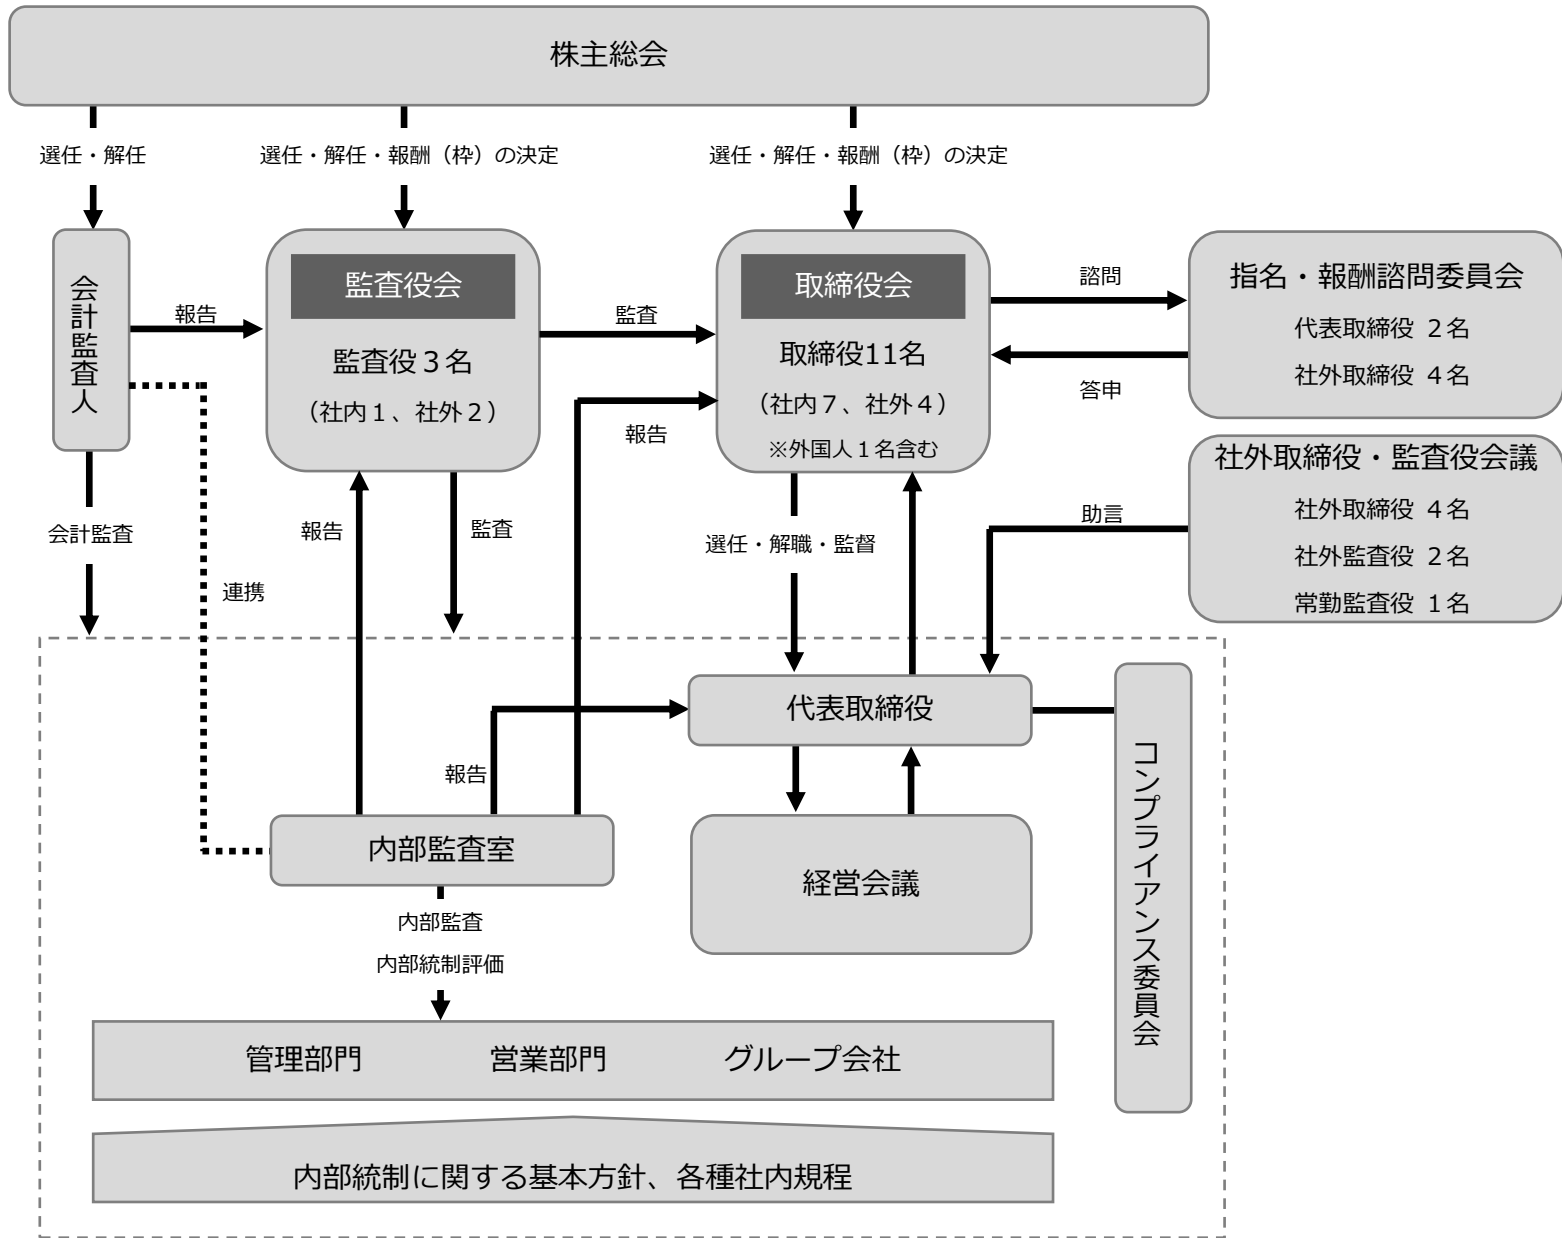 株主総会
選任・解任
選任・解任・報酬（枠）の決定
選任・解任・報酬（枠）の決定
会計監査人
報告
監査役会
監査役３名
（社内１、社外２）
監査
取締役会
取締役11名
（社内７、社外４）
※外国人１名含む
諮問
答申
指名・報酬諮問委員会
代表取締役 ２名
社外取締役 ４名
報告
社外取締役・監査役会議
社外取締役 ４名
社外監査役 ２名
常勤監査役 １名
助言
会計監査
連携
報告
監査
選任・解職・監督
代表取締役
報告
内部監査室
経営会議
コンプライアンス委員会
内部監査
内部統制評価
管理部門 営業部門 グループ会社
内部統制に関する基本方針、各種社内規程